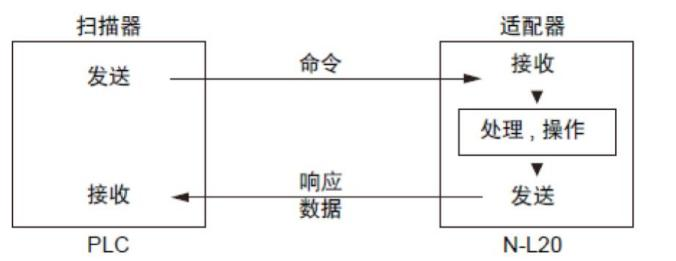 扫描器
适配器
发送
命令
接收
处理 , 操作
接收
响应
数据
发送
PLC
N-L20